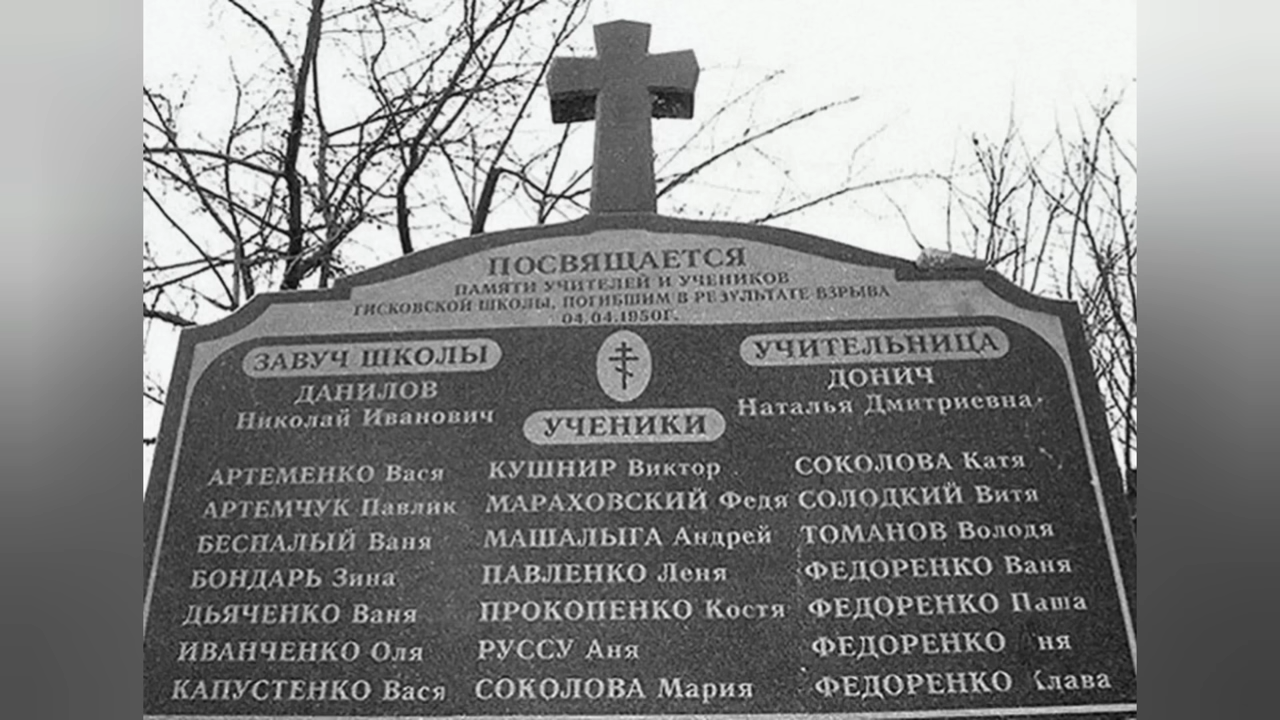 ПОСВЯЩАЕТСЯ
ПАМЯТИ УЧИТЕЛЕЙ И УЧЕНИКОВ
ГИСКОВСКОЙ ШКОЛЫ, ПОГИБШИМ В РЕЗУЛЬТАТЕ ВЗРЫВА
04.04.1950Г.
ЗАВУЧ ШКОЛЫ
ДАНИЛОВ
Николай Иванович
УЧИТЕЛЬНИЦА
ДОНИЧ
Наталья Дмитриевна
УЧЕНИКИ
АРТЕМЕНКО Вася
АРТЕМЧУК Павлик
БЕСПАЛЫЙ Ваня
БОНДАРЬ Зина
ДЬЯЧЕНКО Ваня
ИВАНЧЕНКО Оля
КАПУСТЕНКО Вася
КУШНИР Виктор
МАРАХОВСКИЙ Федя
МАШАЛЫГА Андрей
ПАВЛЕНКО Леня
ПРОКОПЕНКО Костя
РУССУ Аня
СОКОЛОВА Мария
СОКОЛОВА Катя
СОЛОДКИЙ Витя
ТОМАНОВ Володя
ФЕДОРЕНКО Ваня
ФЕДОРЕНКО Паша
ФЕДОРЕНКО
ФЕДОРЕНКО Клава